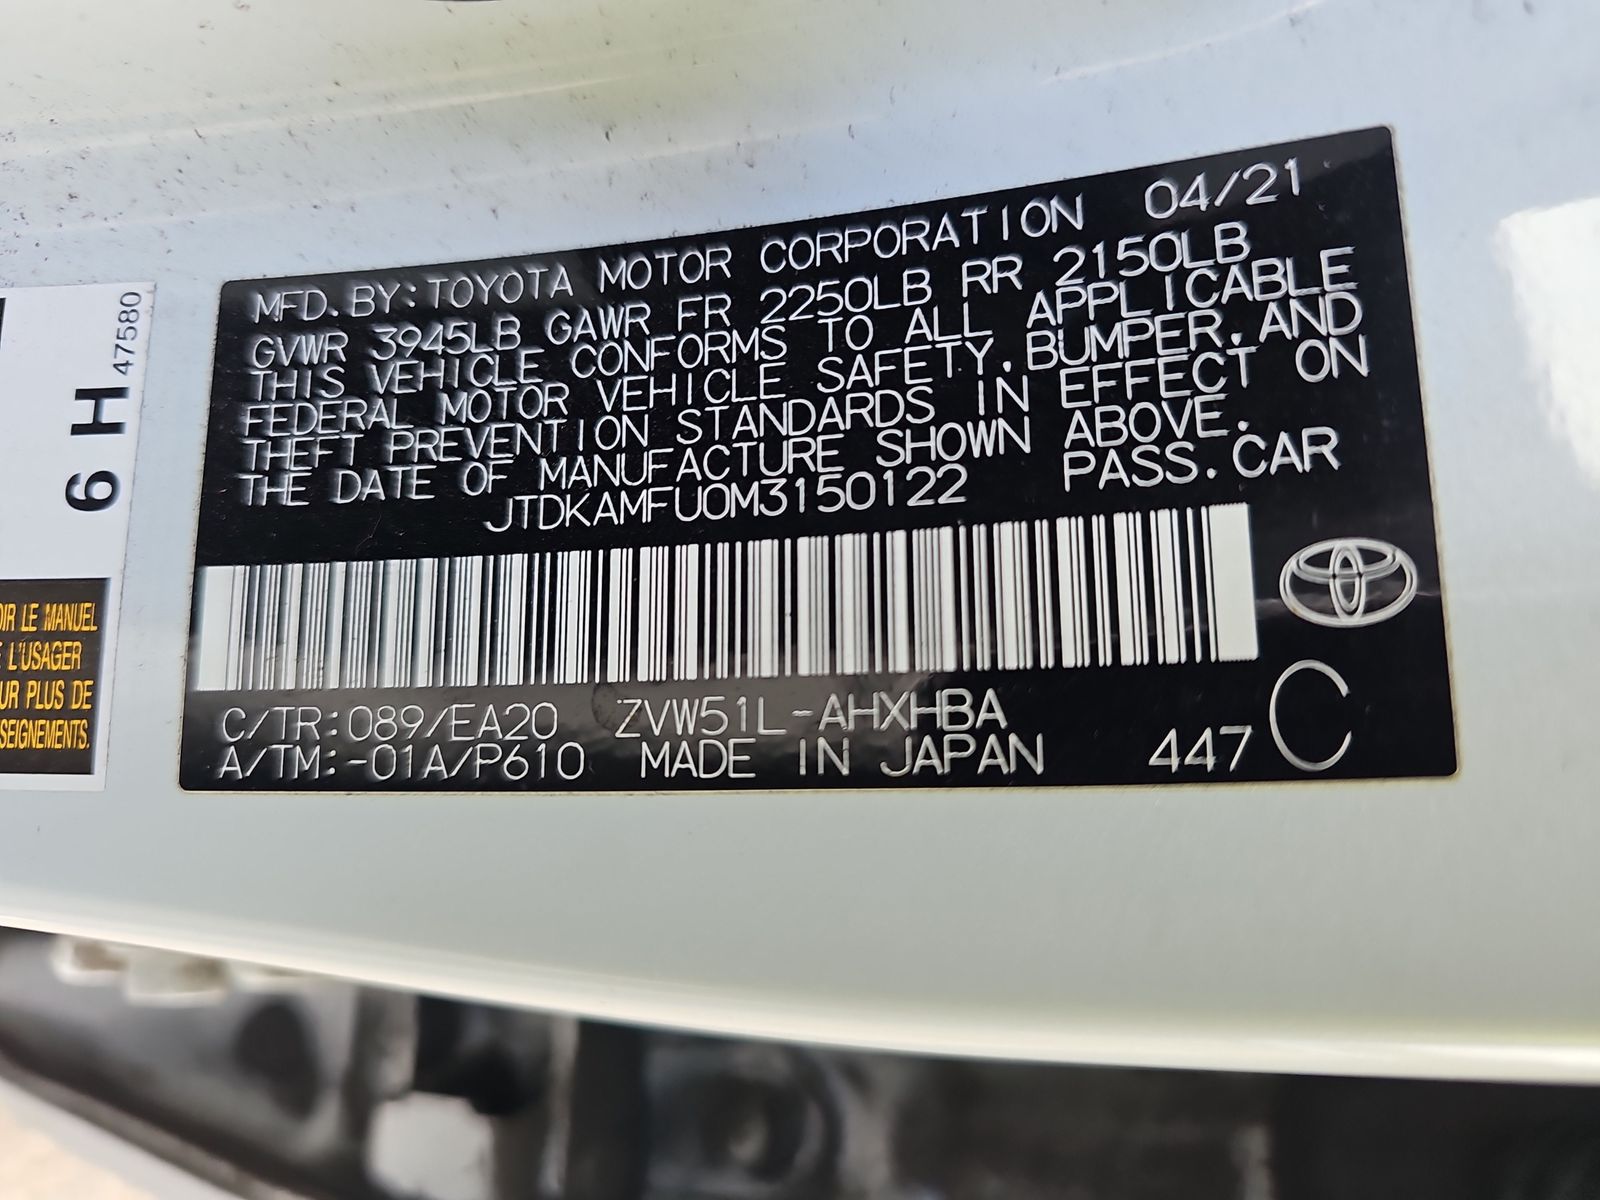 MFD. BY: TOYOTA MOTOR CORPORATION 04/21
GVWR 3945LB GAWR FR 2250LB RR 2150LB
THIS VEHICLE CONFORMS TO ALL APPLICABLE
FEDERAL MOTOR VEHICLE SAFETY, BUMPER, AND
THEFT PREVENTION STANDARDS IN EFFECT ON
THE DATE OF MANUFACTURE SHOWN ABOVE.
JTDKAMFU0M3150122 PASS. CAR
C/TR:089/EA20 ZVW51L-AHXHBA
A/TM:-01A/P610 MADE IN JAPAN 447 C
6 H 47580
OIR LE MANUEL
E L'USAGER
UR PLUS DE
SEIGNEMENTS.